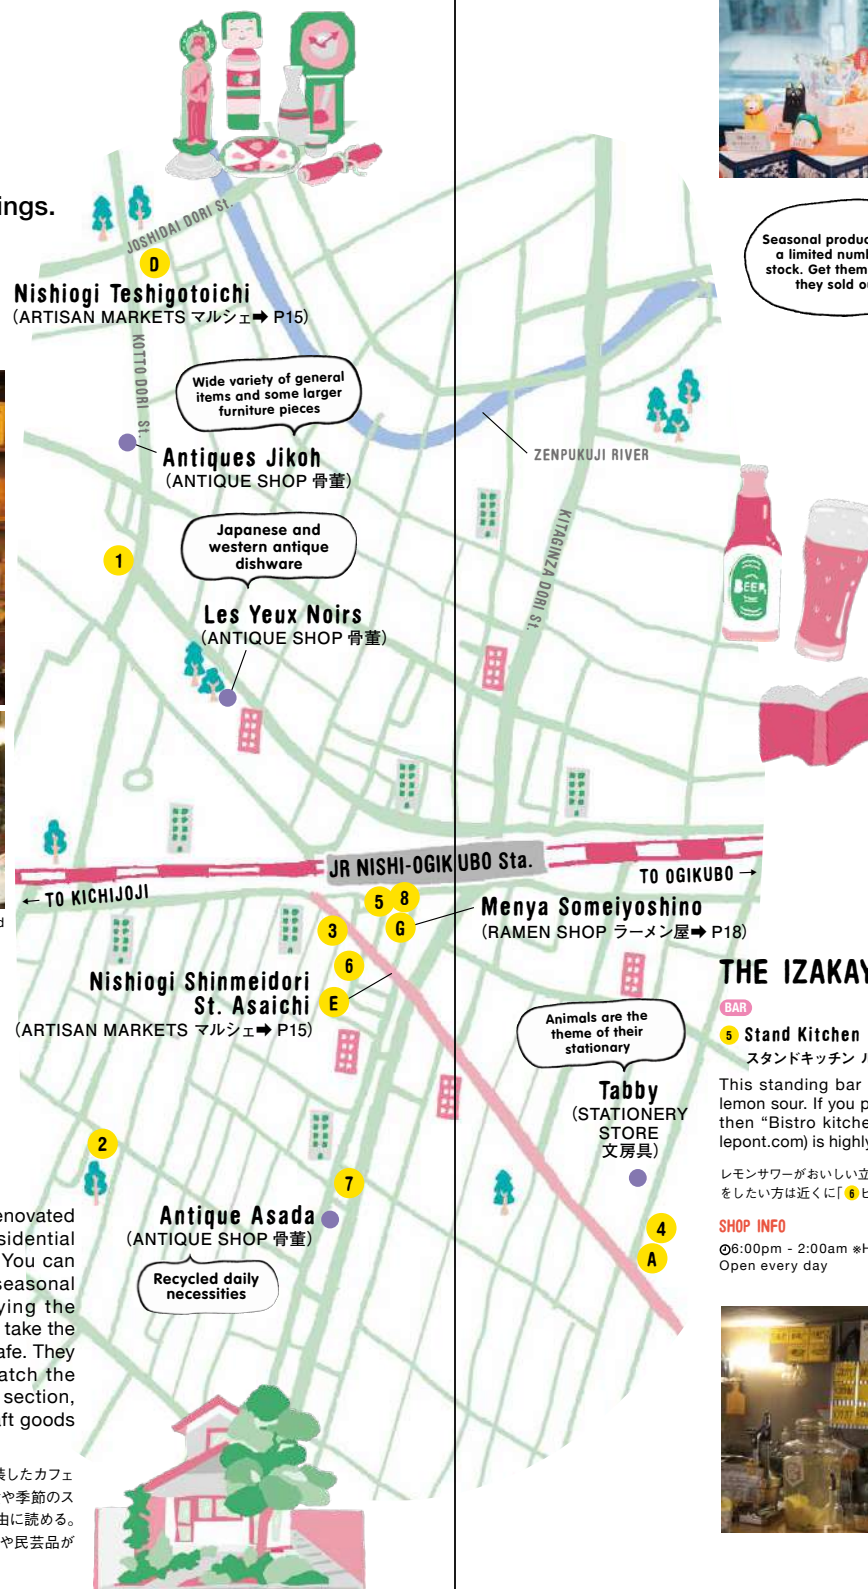 ings.
JOSHIDAI DORI St.
D
Nishiogi Teshigotoichi
(ARTISAN MARKETS マルシェ➡ P15)
KOTTO DORI St.
Wide variety of general
items and some larger
furniture pieces
Antiques Jikoh
(ANTIQUE SHOP 骨董)
ZENPUKUJI RIVER
KITAGINZA DORI St.
Japanese and
western antique
dishware
1
Les Yeux Noirs
(ANTIQUE SHOP 骨董)
Seasonal produc
a limited numb
stock. Get them
they sold ou
BEER
JR NISHI-OGIKUBO Sta.
← TO KICHIJOJI
TO OGIKUBO →
5
8
G
3
6
E
Menya Someiyoshino
(RAMEN SHOP ラーメン屋➡ P18)
Nishiogi Shinmeidori
St. Asaichi
(ARTISAN MARKETS マルシェ➡ P15)
Animals are the
theme of their
stationary
Tabby
(STATIONERY
STORE
文房具)
2
7
4
A
Antique Asada
(ANTIQUE SHOP 骨董)
Recycled daily
necessities
d
enovated
sidential
You can
seasonal
ying the
take the
afe. They
atch the
section,
aft goods
装したカフェ
や季節のス
由に読める。
や民芸品が
THE IZAKAY
BAR
5 Stand Kitchen
スタンドキッチン ル
This standing bar
lemon sour. If you p
then “Bistro kitche
lepont.com) is highly
レモンサワーがおいしい立
をしたい方は近くに「6 ビ
SHOP INFO
6:00pm - 2:00am ※H
Open every day